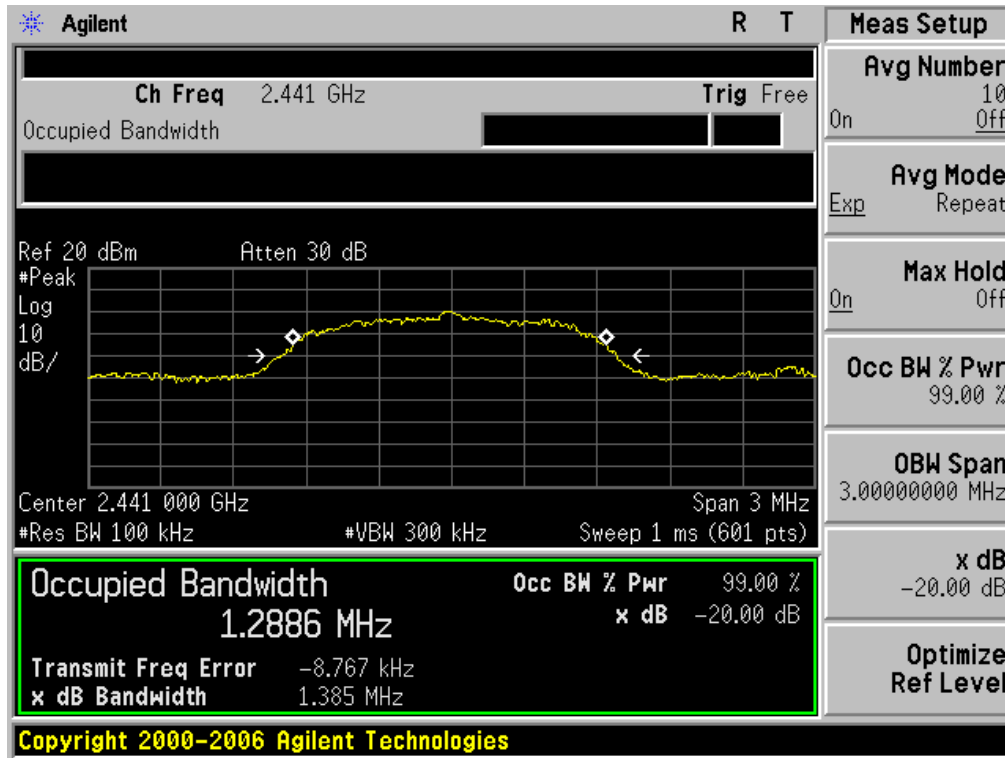 Agilent R T
Ch Freq 2.441 GHz Trig Free
Occupied Bandwidth
Ref 20 dBm Atten 30 dB
#Peak
Log
10
dB/
Center 2.441 000 GHz Span 3 MHz
#Res BW 100 kHz #VBW 300 kHz Sweep 1 ms (601 pts)
Occupied Bandwidth
1.2886 MHz
Occ BW % Pwr 99.00 %
x dB -20.00 dB
Transmit Freq Error -8.767 kHz
x dB Bandwidth 1.385 MHz
Copyright 2000-2006 Agilent Technologies
Meas Setup
Avg Number
10
On Off
Avg Mode
Exp Repeat
Max Hold
On Off
Occ BW % Pwr
99.00 %
OBW Span
3.00000000 MHz
x dB
-20.00 dB
Optimize
Ref Level